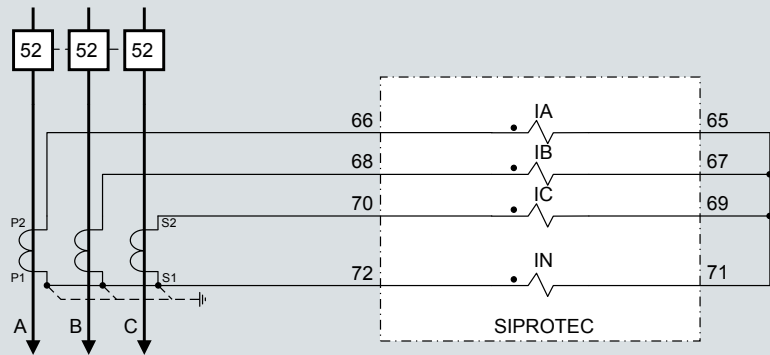 52 52 52
IA
66 65
IB
68 67
IC
70 69
P2 S2
IN
P1 S1 72 71
A B C
SIPROTEC